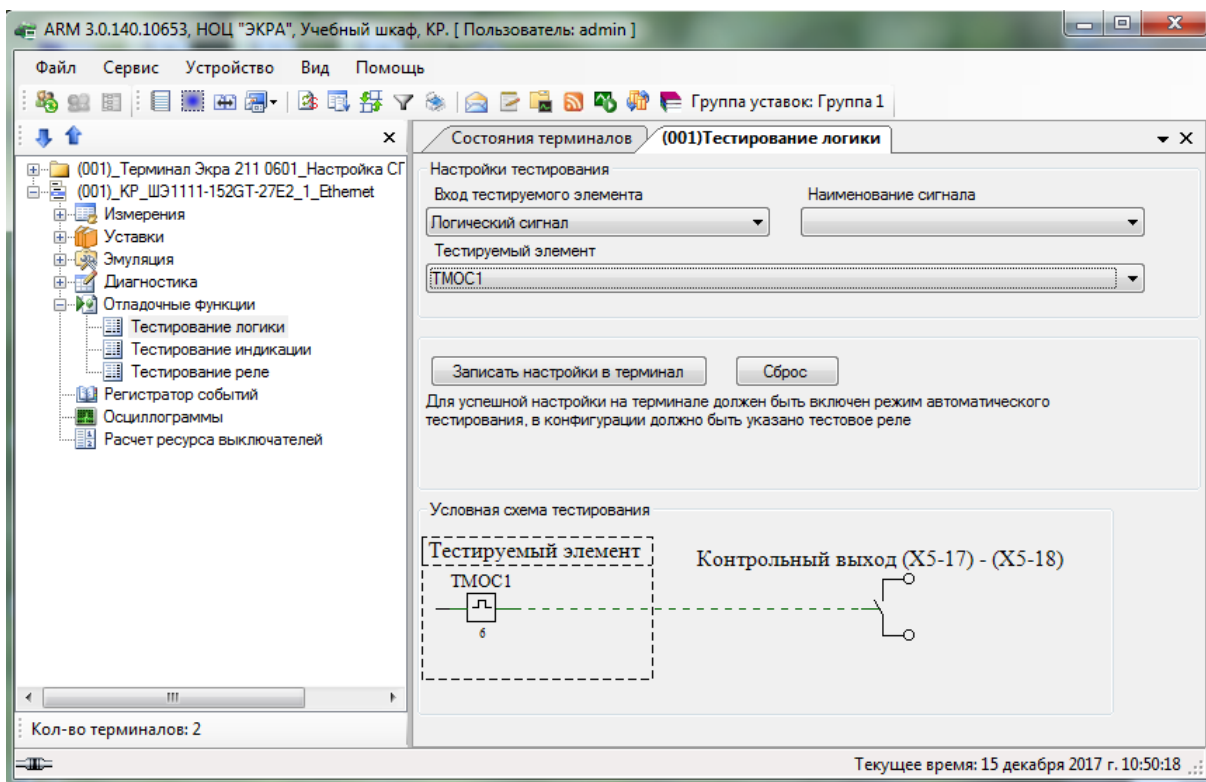 ARM 3.0.140.10653, НОЦ "ЭКРА", Учебный шкаф, КР. [ Пользователь: admin ]
Файл Сервис Устройство Вид Помощь
Группа уставок: Группа 1
Состояния терминалов (001)Тестирование логики
(001)_Терминал Экра 211 0601_Настройка СГ
(001)_КР_ШЭ1111-152GT-27E2_1_Ethernet
Измерения
Уставки
Эмуляция
Диагностика
Отладочные функции
Тестирование логики
Тестирование индикации
Тестирование реле
Регистратор событий
Осциллограммы
Расчет ресурса выключателей
Кол-во терминалов: 2
Настройки тестирования
Вход тестируемого элемента Наименование сигнала
Логический сигнал
Тестируемый элемент
ТМОС1
Записать настройки в терминал Сброс
Для успешной настройки на терминале должен быть включен режим автоматического
тестирования, в конфигурации должно быть указано тестовое реле
Условная схема тестирования
Тестируемый элемент
Контрольный выход (X5-17) - (X5-18)
ТМОС1
6
Текущее время: 15 декабря 2017 г. 10:50:18